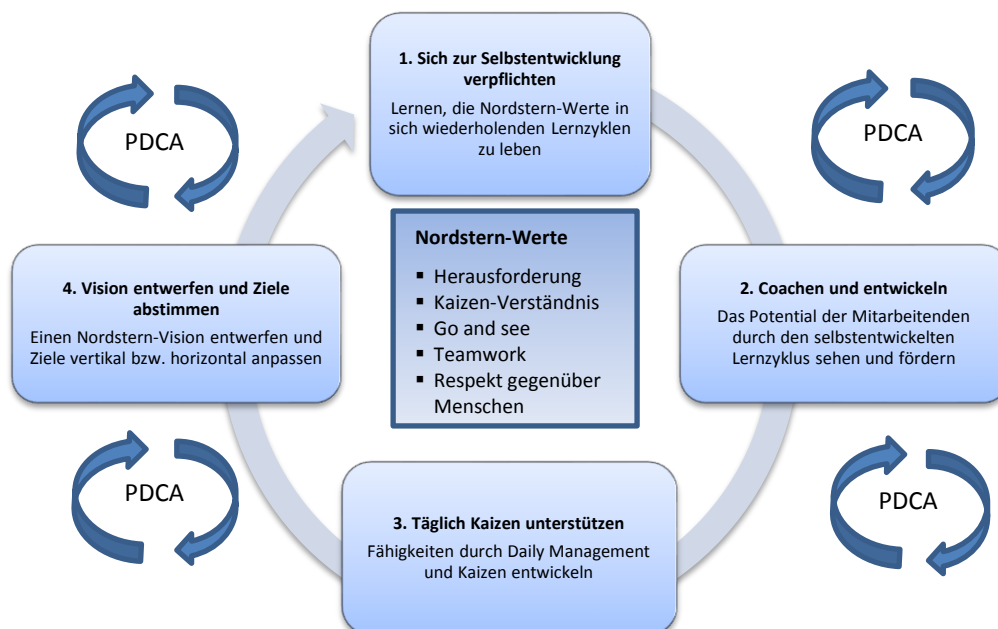 1. Sich zur Selbstentwicklung
verpflichten
Lernen, die Nordstern-Werte in
sich wiederholenden Lernzyklen
zu leben
PDCA
PDCA
Nordstern-Werte
▪ Herausforderung
▪ Kaizen-Verständnis
▪ Go and see
▪ Teamwork
▪ Respekt gegenüber
Menschen
4. Vision entwerfen und Ziele
abstimmen
Einen Nordstern-Vision entwerfen und
Ziele vertikal bzw. horizontal anpassen
2. Coachen und entwickeln
Das Potential der Mitarbeitenden
durch den selbstentwickelten
Lernzyklus sehen und fördern
PDCA
PDCA
3. Täglich Kaizen unterstützen
Fähigkeiten durch Daily Management
und Kaizen entwickeln